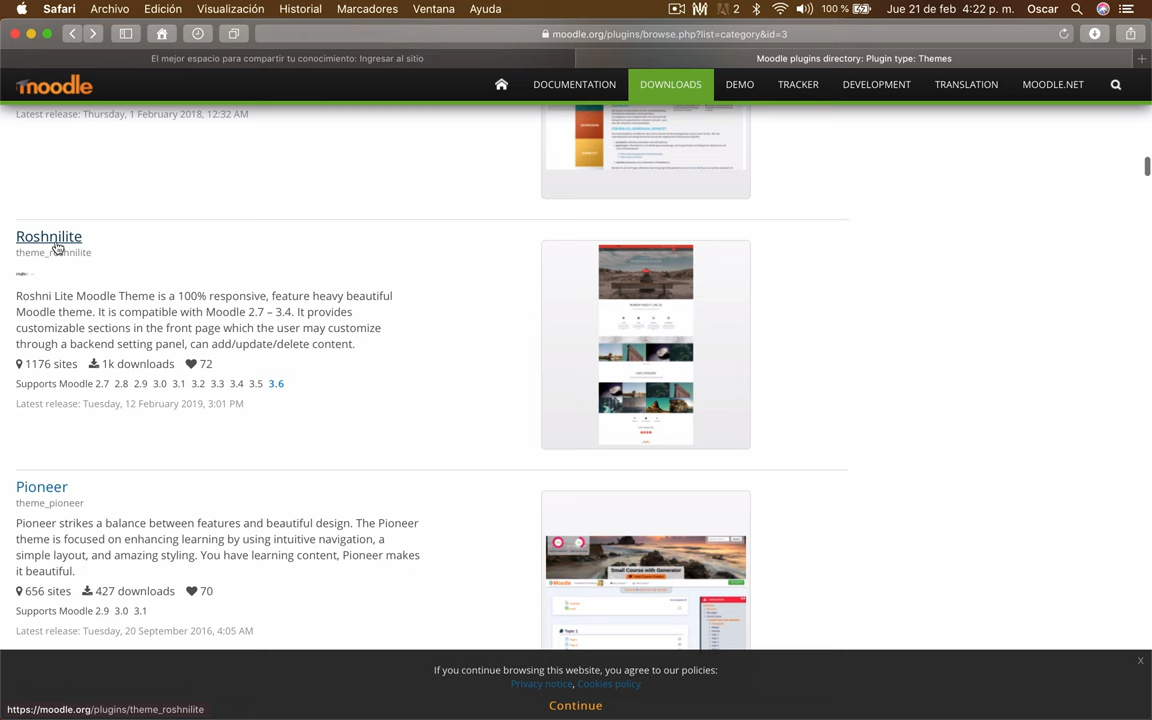 Safari Archivo Edición Visualización Historial Marcadores Ventana Ayuda 2 100 % Jue 21 de feb 4:22 p. m. Oscar
moodle.org/plugins/browse.php?list=category&id=3
El mejor espacio para compartir tu conocimiento: Ingresar al sitio Moodle plugins directory: Plugin type: Themes
moodle DOCUMENTATION DOWNLOADS DEMO TRACKER DEVELOPMENT TRANSLATION MOODLE.NET
Latest release: Thursday, 1 February 2018, 12:32 AM
Roshnilite
theme_roshnilite
Roshni Lite Moodle Theme is a 100% responsive, feature heavy beautiful
Moodle theme. It is compatible with Moodle 2.7 – 3.4. It provides
customizable sections in the front page which the user may customize
through a backend setting panel, can add/update/delete content.
1176 sites 1k downloads 72
Supports Moodle 2.7 2.8 2.9 3.0 3.1 3.2 3.3 3.4 3.5 3.6
Latest release: Tuesday, 12 February 2019, 3:01 PM
Pioneer
theme_pioneer
Pioneer strikes a balance between features and beautiful design. The Pioneer
theme is focused on enhancing learning by using intuitive navigation, a
simple layout, and amazing styling. You have learning content, Pioneer makes
it beautiful.
656 sites 427 downloads 70
Supports Moodle 2.9 3.0 3.1
Latest release: Tuesday, 20 September 2016, 4:05 AM
Small Course with Generator
moodle
Topic 1
If you continue browsing this website, you agree to our policies: x
Privacy notice, Cookies policy
Continue
https://moodle.org/plugins/theme_roshnilite